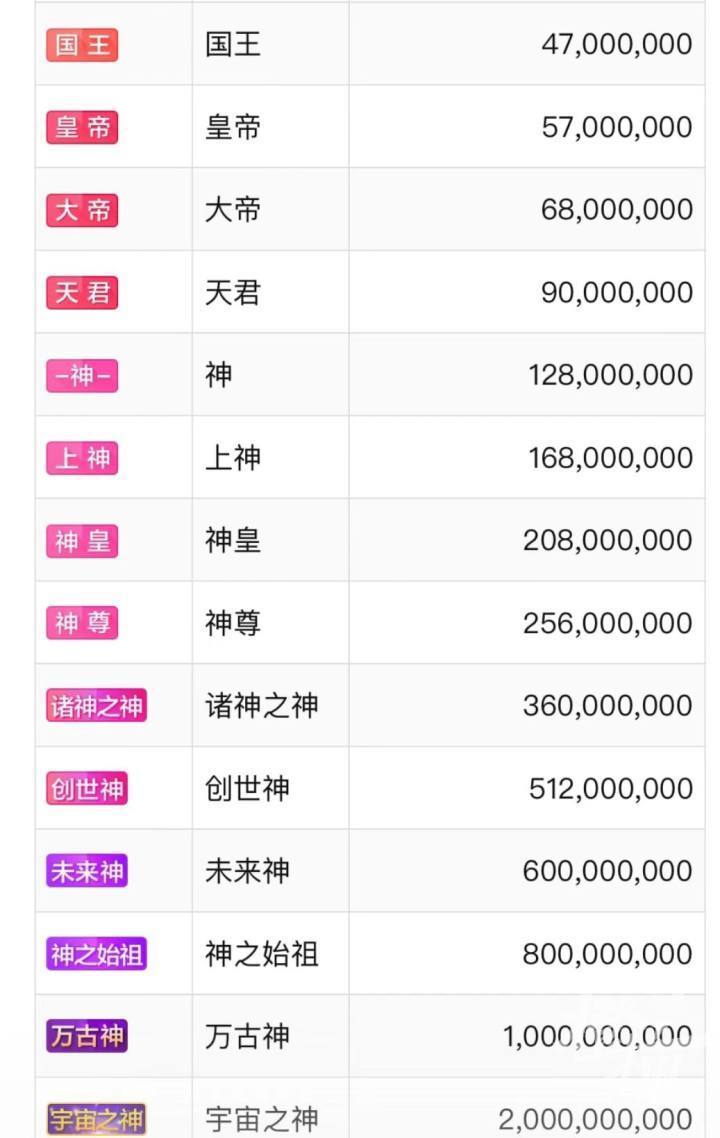 国王 国王 47,000,000
皇帝 皇帝 57,000,000
大帝 大帝 68,000,000
天君 天君 90,000,000
-神- 神 128,000,000
上神 上神 168,000,000
神皇 神皇 208,000,000
神尊 神尊 256,000,000
诸神之神 诸神之神 360,000,000
创世神 创世神 512,000,000
未来神 未来神 600,000,000
神之始祖 神之始祖 800,000,000
万古神 万古神 1,000,000,000
宇宙之神 宇宙之神 2,000,000,000